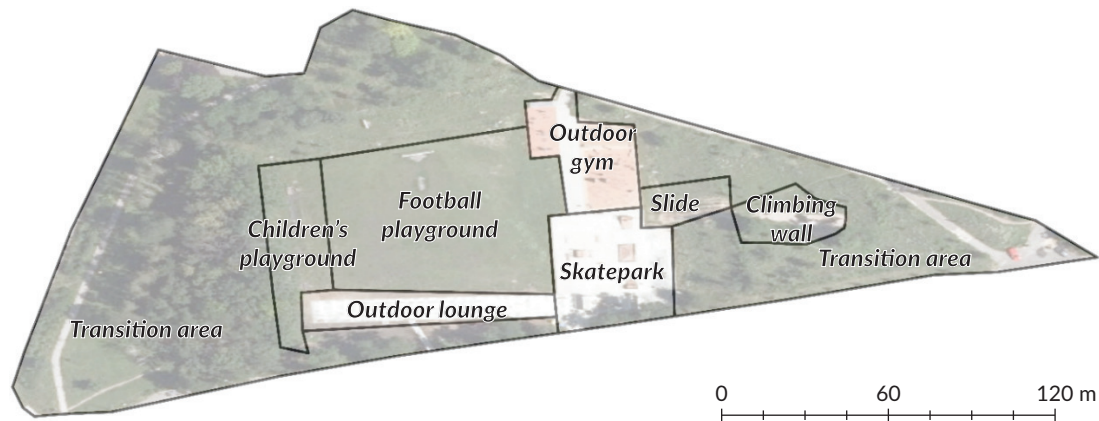 Outdoor
gym
Slide
Climbing
wall
Football
playground
Children's
playground
Skatepark
Transition area
Outdoor lounge
Transition area
0 60 120 m